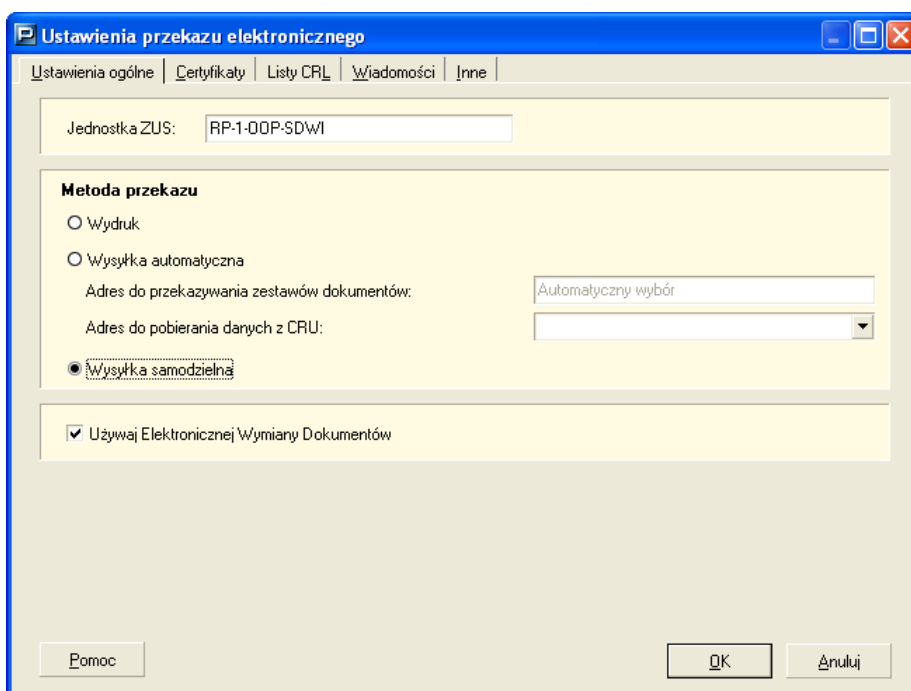 Ustawienia przekazu elektronicznego
Ustawienia ogólne Certyfikaty Listy CRL Wiadomości Inne
Jednostka ZUS: RP-1-OOP-SDWI
Metoda przekazu
Wydruk
Wysyłka automatyczna
Adres do przekazywania zestawów dokumentów: Automatyczny wybór
Adres do pobierania danych z CRU:
Wysyłka samodzielna
Używaj Elektronicznej Wymiany Dokumentów
Pomoc OK Anuluj